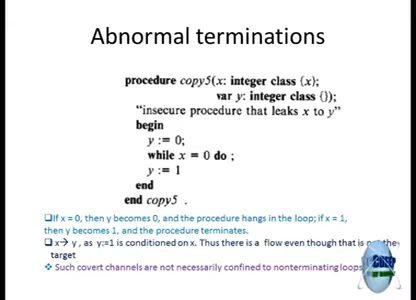 Abnormal terminations
procedure copy5(x: integer class {x};
var y: integer class {});
"insecure procedure that leaks x to y"
begin
y := 0;
while x = 0 do ;
y := 1
end
end copy5 .
❑If x = 0, then y becomes 0, and the procedure hangs in the loop; if x = 1,
then y becomes 1, and the procedure terminates.
❑ x→ y , as y:=1 is conditioned on x. Thus there is a flow even though that is the
target
❖ Such covert channels are not necessarily confined to nonterminating loops